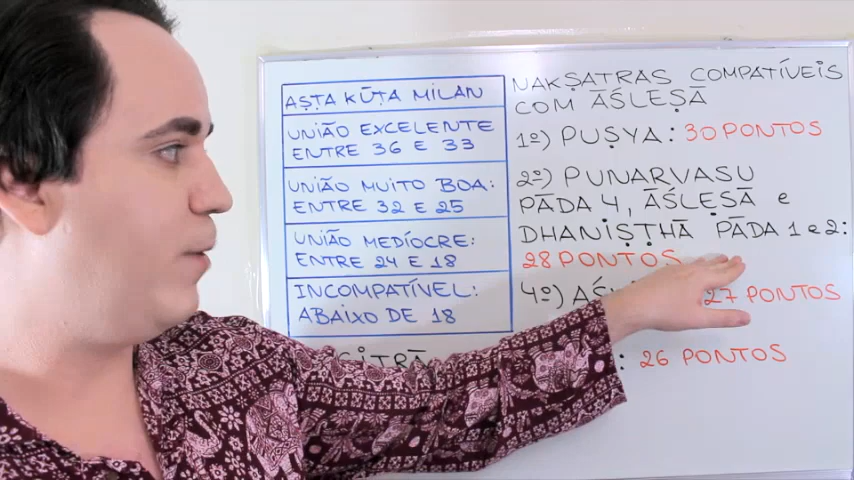 AṢṬA KŪṬA MILAN
UNIÃO EXCELENTE
ENTRE 36 E 33
UNIÃO MUITO BOA:
ENTRE 32 E 25
UNIÃO MEDÍOCRE:
ENTRE 24 E 18
INCOMPATÍVEL:
ABAIXO DE 18
NAKṢATRAS COMPATÍVEIS
COM ĀŚLEṢĀ
1º) PUṢYA: 30 PONTOS
2º) PUNARVASU
PĀDA 4, ĀŚLEṢĀ e
DHANIṢṬHĀ PĀDA 1 e 2:
28 PONTOS
4º) 27 PONTOS
CITRĀ : 26 PONTOS